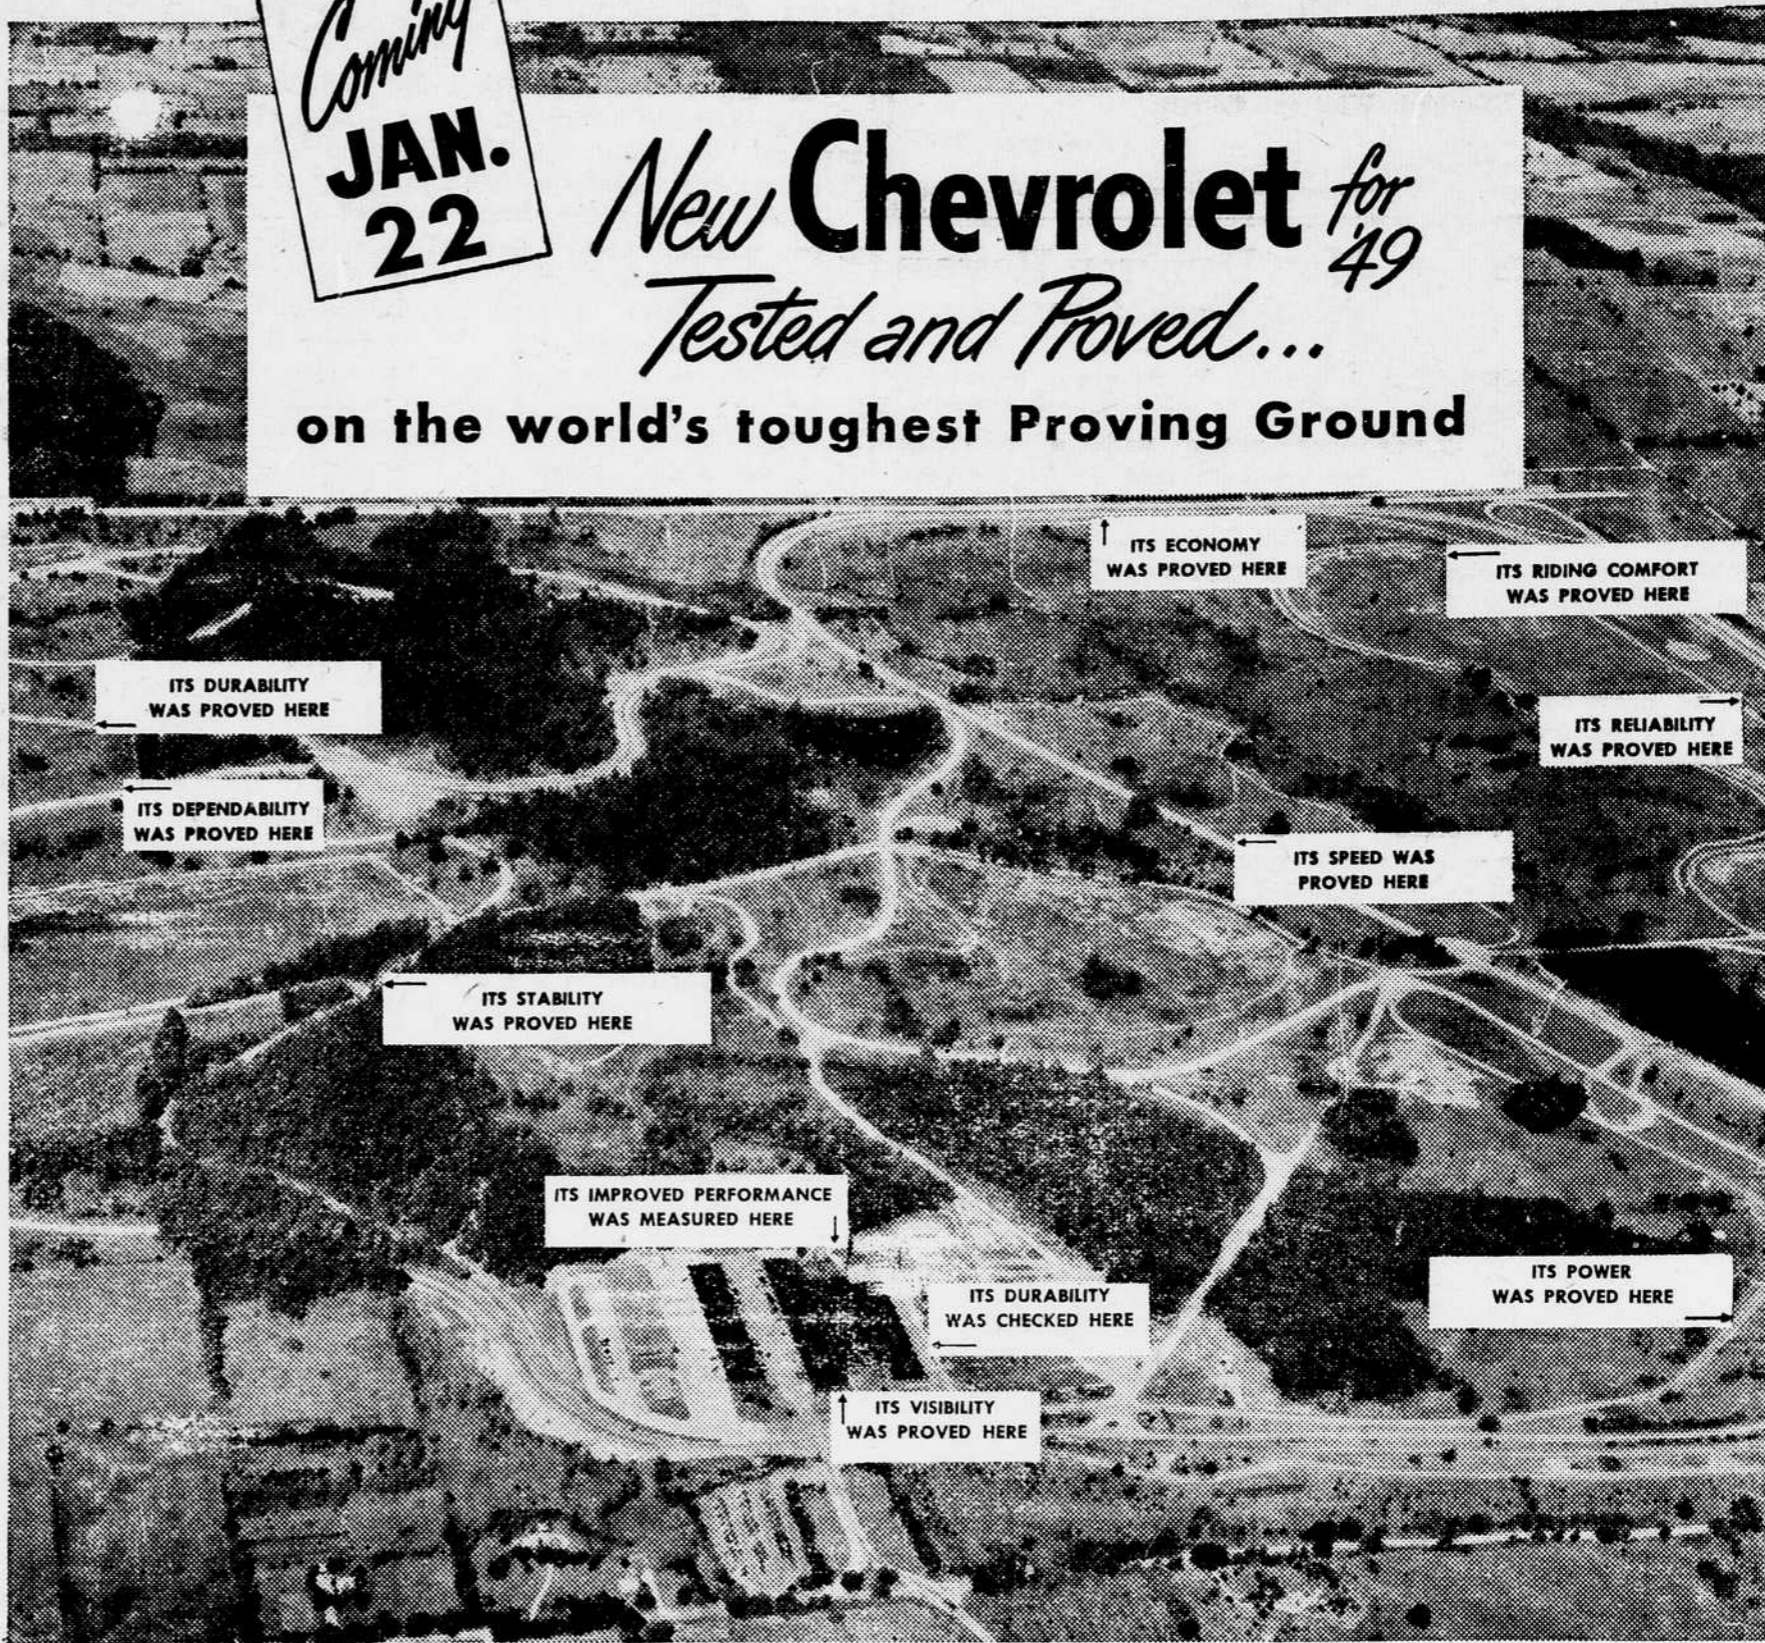 Coming
JAN.
22
New Chevrolet for '49
Tested and Proved...
on the world's toughest Proving Ground
ITS ECONOMY
WAS PROVED HERE
ITS RIDING COMFORT
WAS PROVED HERE
ITS DURABILITY
WAS PROVED HERE
ITS RELIABILITY
WAS PROVED HERE
ITS DEPENDABILITY
WAS PROVED HERE
ITS SPEED WAS
PROVED HERE
ITS STABILITY
WAS PROVED HERE
ITS IMPROVED PERFORMANCE
WAS MEASURED HERE
ITS DURABILITY
WAS CHECKED HERE
ITS POWER
WAS PROVED HERE
ITS VISIBILITY
WAS PROVED HERE